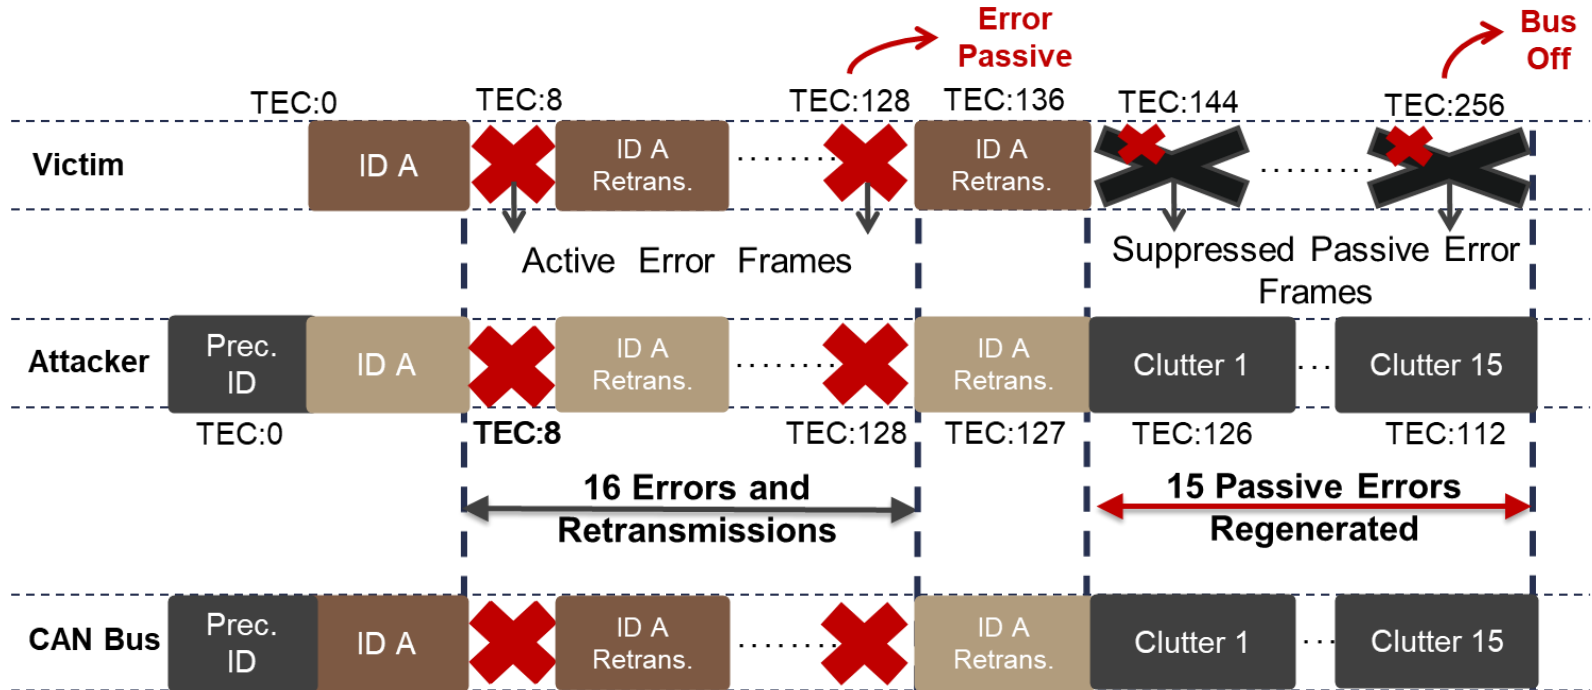 Error
Passive
Bus
Off
TEC:0
TEC:8
TEC:128
TEC:136
TEC:144
TEC:256
Victim
ID A
ID A
Retrans.
ID A
Retrans.
Active Error Frames
Suppressed Passive Error
Frames
Attacker
Prec.
ID
ID A
ID A
Retrans.
ID A
Retrans.
Clutter 1
Clutter 15
TEC:0
TEC:8
TEC:128
TEC:127
TEC:126
TEC:112
16 Errors and
Retransmissions
15 Passive Errors
Regenerated
CAN Bus
Prec.
ID
ID A
ID A
Retrans.
ID A
Retrans.
Clutter 1
Clutter 15